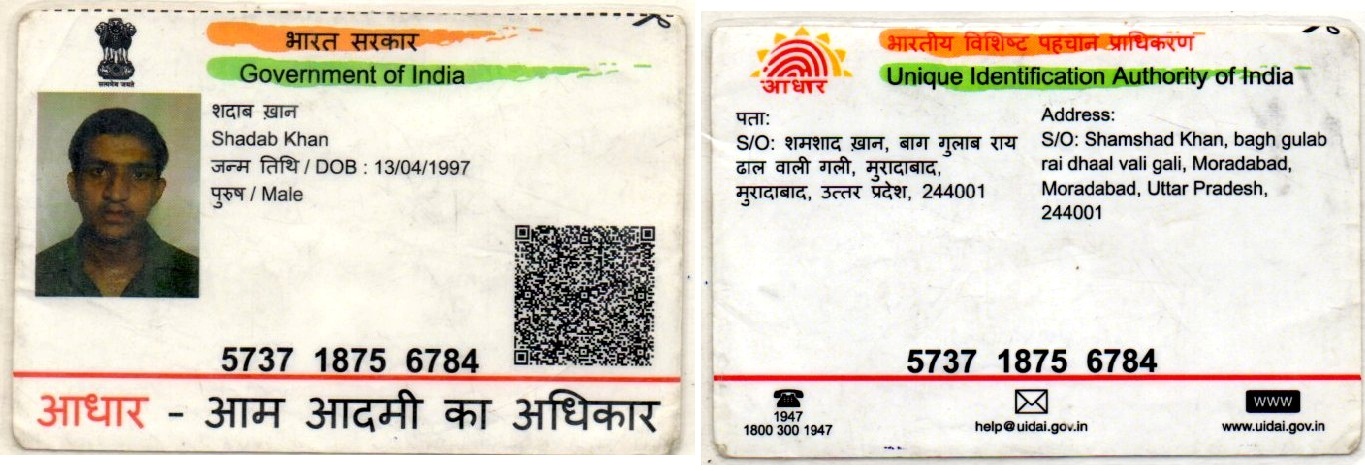 भारत सरकार
Government of India
सत्यमेव जयते
शदाब ख़ान
Shadab Khan
जन्म तिथि / DOB : 13/04/1997
पुरुष / Male
5737 1875 6784
आधार - आम आदमी का अधिकार
भारतीय विशिष्ट पहचान प्राधिकरण
Unique Identification Authority of India
आधार
पता:
S/O: शमशाद ख़ान, बाग गुलाब राय
ढाल वाली गली, मुरादाबाद,
मुरादाबाद, उत्तर प्रदेश, 244001
Address:
S/O: Shamshad Khan, bagh gulab
rai dhaal vali gali, Moradabad,
Moradabad, Uttar Pradesh,
244001
5737 1875 6784
1947
1800 300 1947
help@uidai.gov.in
www
www.uidai.gov.in